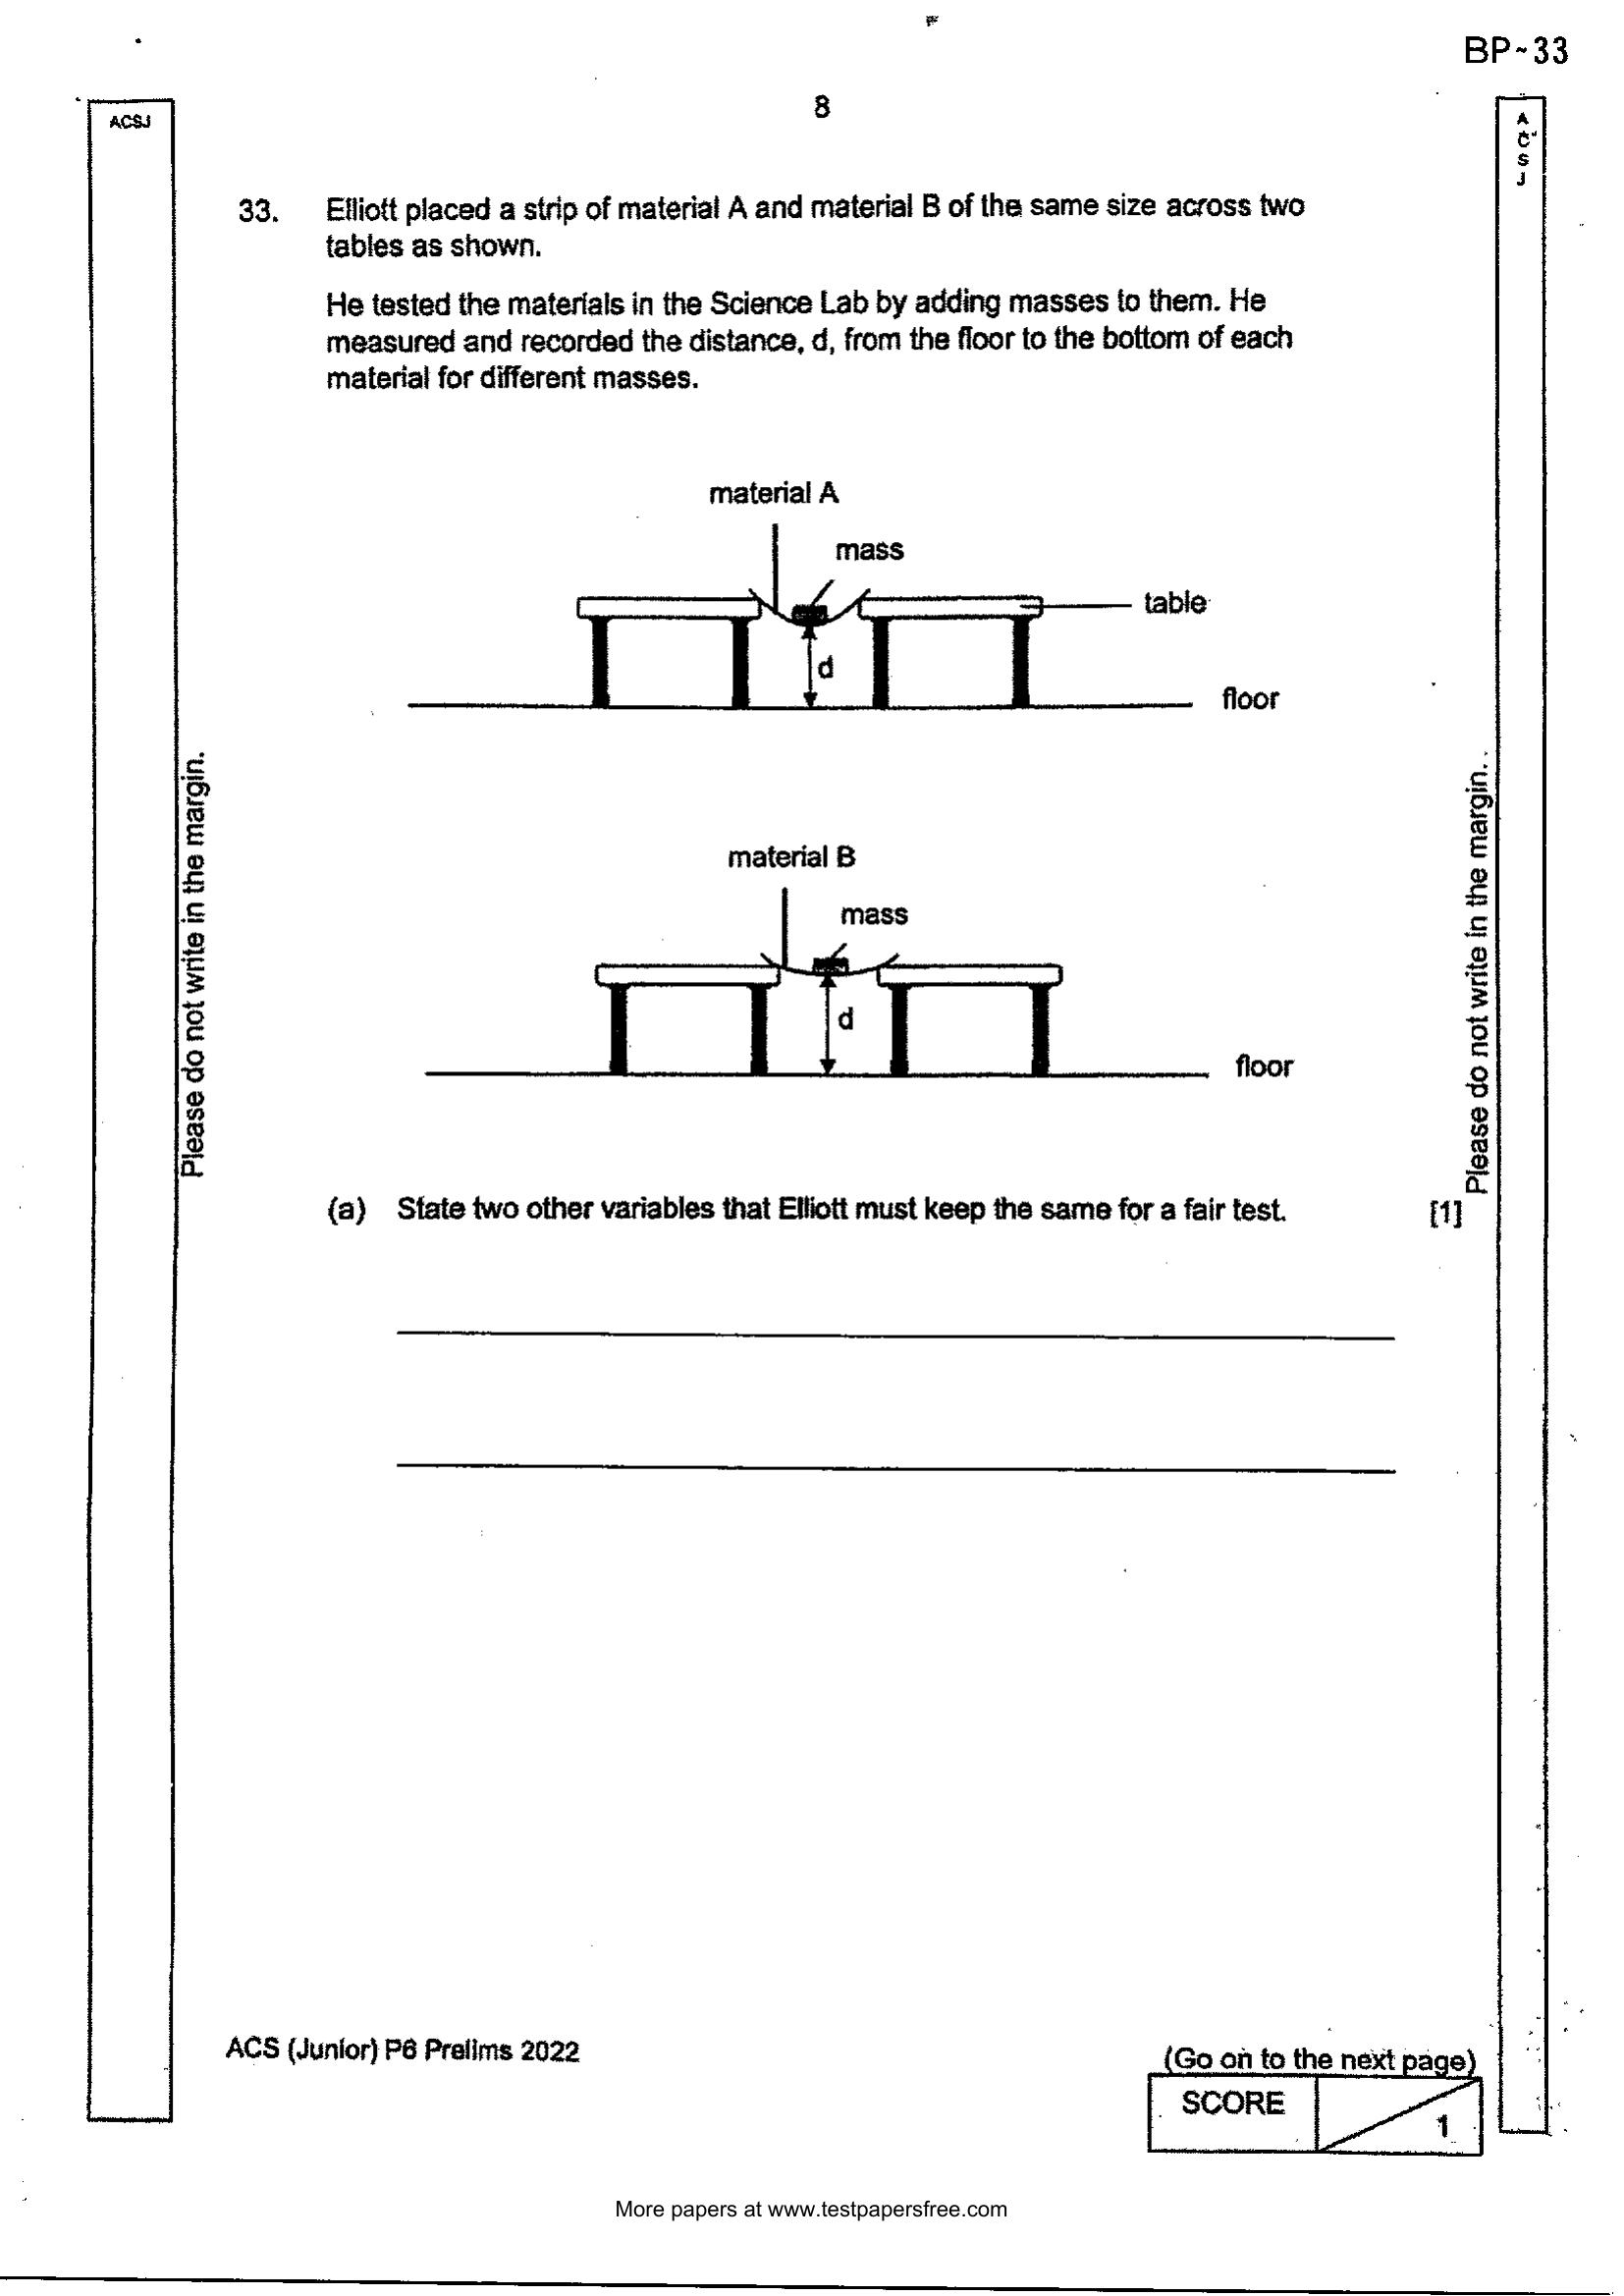 BP-33
8
ACSJ
A
C
S
J
33. Elliott placed a strip of material A and material B of the same size across two
tables as shown.
He tested the materials in the Science Lab by adding masses to them. He
measured and recorded the distance, d, from the floor to the bottom of each
material for different masses.
material A
mass
table
d
floor
Please do not write in the margin.
Please do not write in the margin.
material B
mass
d
floor
(a) State two other variables that Elliott must keep the same for a fair test. [1]
ACS (Junior) P6 Prelims 2022
(Go on to the next page)
SCORE
1
More papers at www.testpapersfree.com